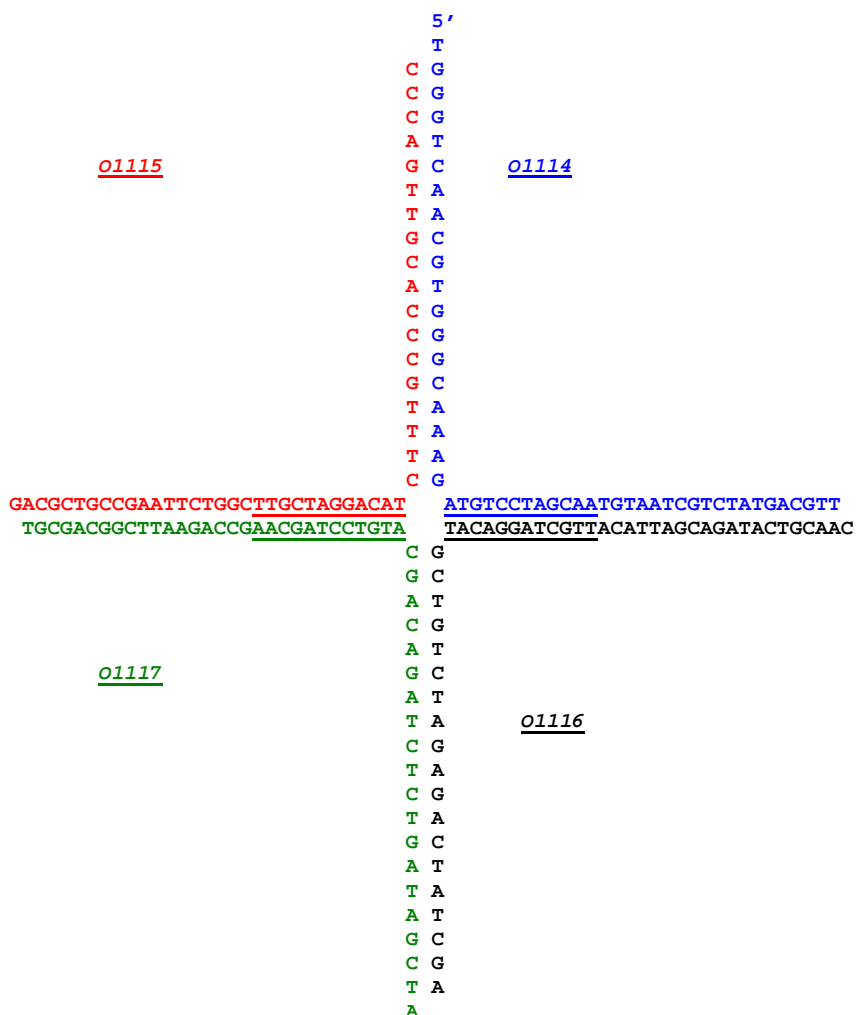 5’
T
C G
C G
C G
A T
o1115 G C o1114
T A
T A
G C
C G
A T
C G
C G
G C
T A
T A
T A
C G
GACGCTGCCGAATTCTGGCTTGCTAGGACAT ATGTCCTAGCAATGTAATCGTCTATGACGTT
TGCGACGGCTTAAGACCGAACGATCCTGTA TACAGGATCGTTACATTAGCAGATACTGCAAC
C G
G C
A T
C G
A T
o1117 G C
A T
T A o1116
C G
T A
C G
T A
G C
A T
T A
A T
G C
C G
T A
A